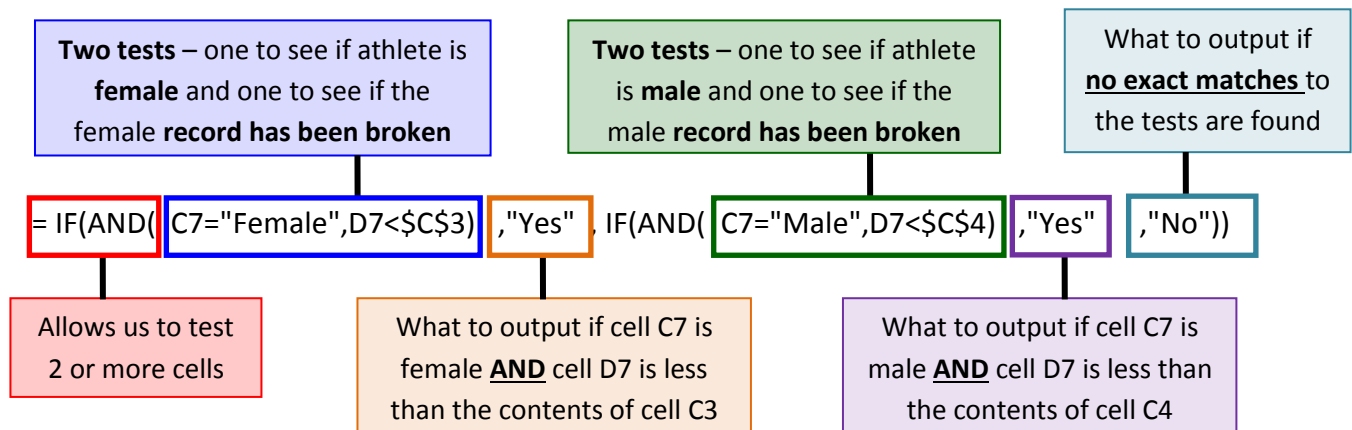 Two tests – one to see if athlete is
female and one to see if the
female record has been broken
Two tests – one to see if athlete
is male and one to see if the
male record has been broken
What to output if
no exact matches to
the tests are found
= IF(AND( C7="Female",D7<$C$3) ,"Yes" , IF(AND( C7="Male",D7<$C$4) ,"Yes" ,"No"))
Allows us to test
2 or more cells
What to output if cell C7 is
female AND cell D7 is less
than the contents of cell C3
What to output if cell C7 is
male AND cell D7 is less than
the contents of cell C4